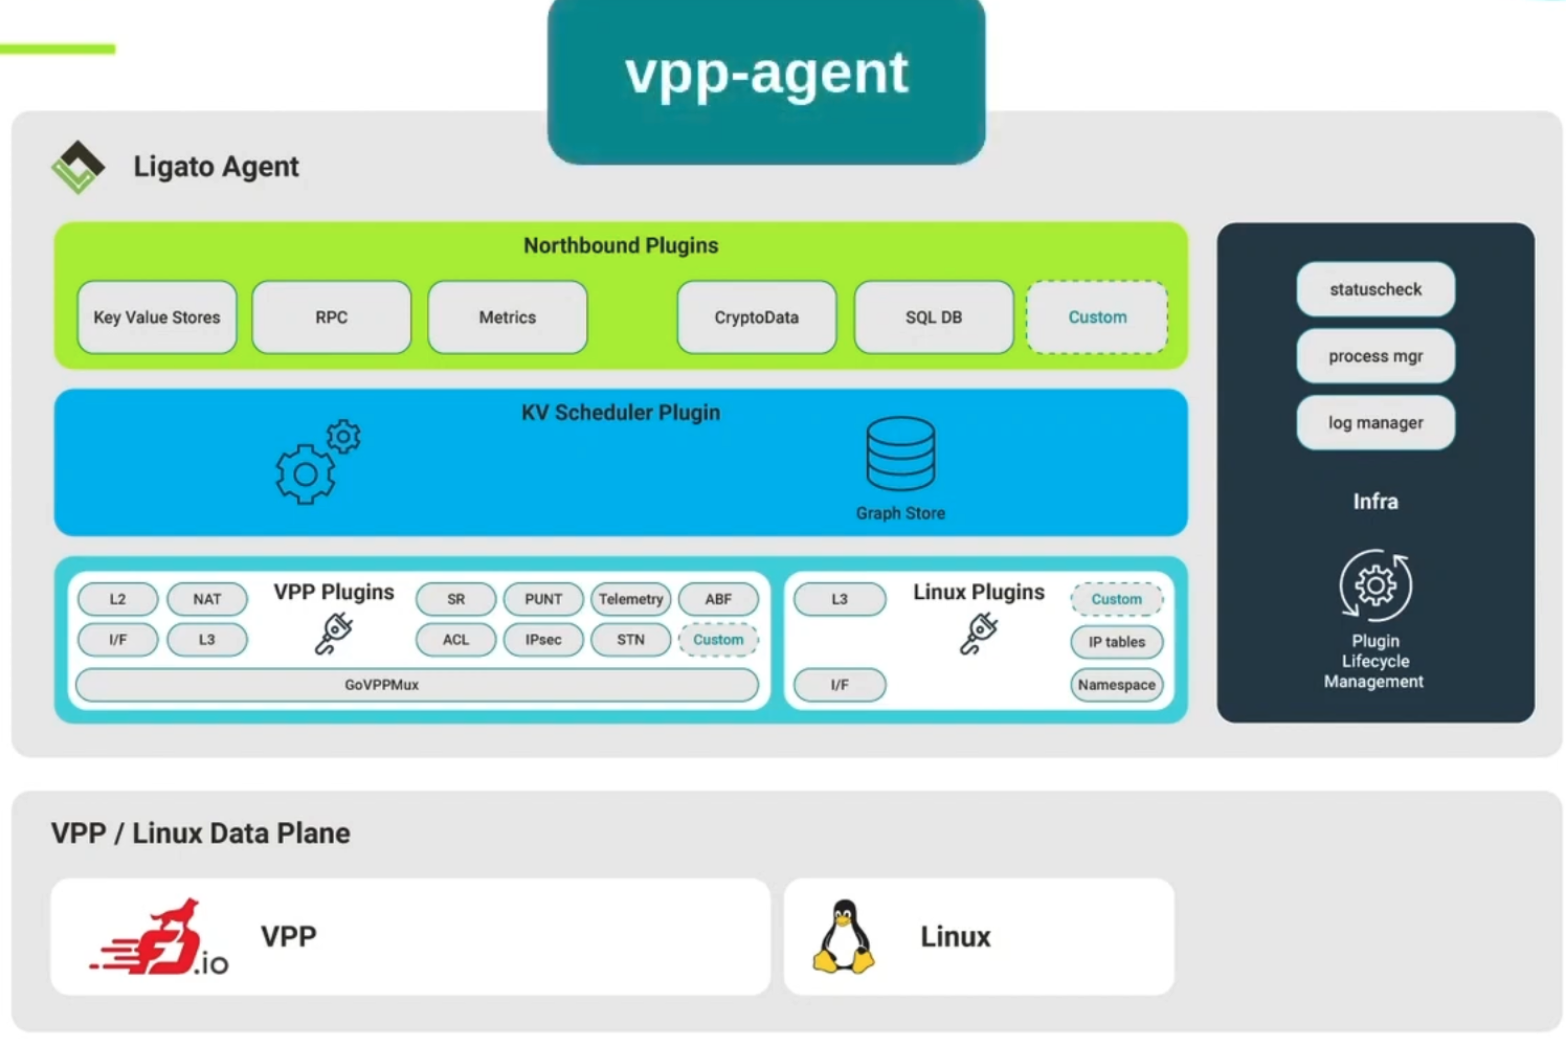 vpp-agent
Ligato Agent
Northbound Plugins
Key Value Stores
RPC
Metrics
CryptoData
SQL DB
Custom
KV Scheduler Plugin
Graph Store
VPP Plugins
L2
NAT
SR
PUNT
Telemetry
ABF
I/F
L3
ACL
IPsec
STN
Custom
GoVPPMux
Linux Plugins
L3
Custom
IP tables
I/F
Namespace
statuscheck
process mgr
log manager
Infra
Plugin
Lifecycle
Management
VPP / Linux Data Plane
FD.io
VPP
Linux